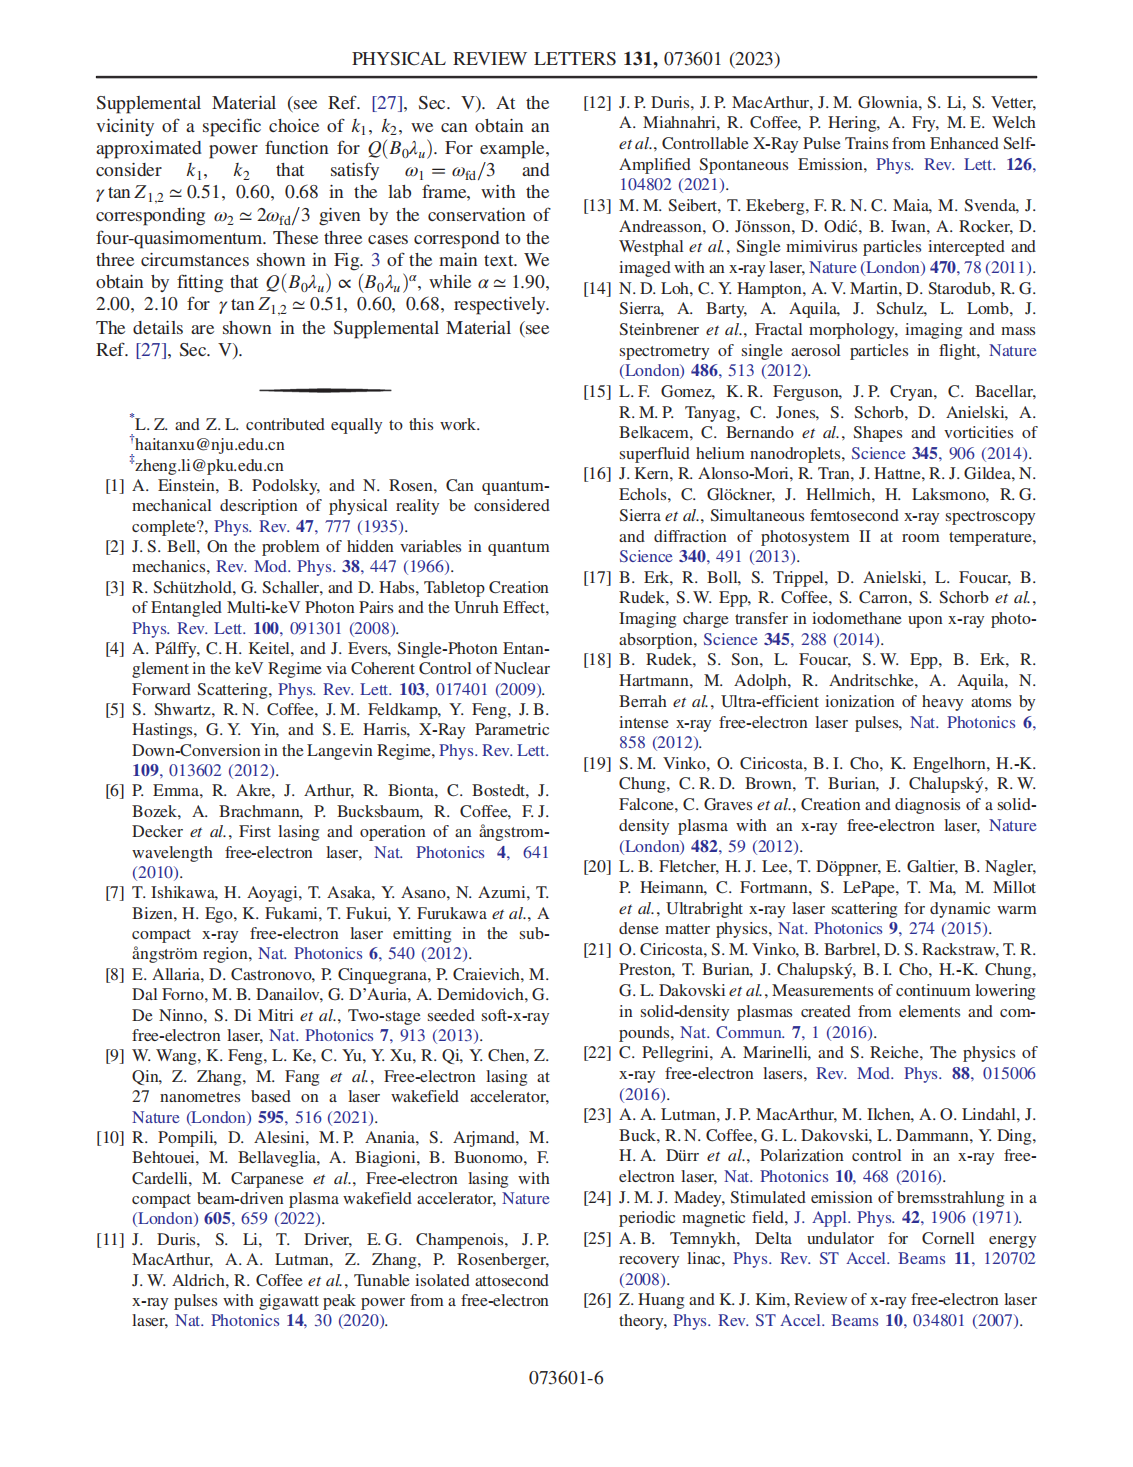 PHYSICAL REVIEW LETTERS 131, 073601 (2023)
Supplemental Material (see Ref. [27], Sec. V). At the
vicinity of a specific choice of k₁, k₂, we can obtain an
approximated power function for Q(B₀λᵤ). For example,
consider k₁, k₂ that satisfy ω₁ = ω_fd/3 and
γ tan Z₁,₂ ≃ 0.51, 0.60, 0.68 in the lab frame, with the
corresponding ω₂ ≃ 2ω_fd/3 given by the conservation of
four-quasimomentum. These three cases correspond to the
three circumstances shown in Fig. 3 of the main text. We
obtain by fitting that Q(B₀λᵤ) ∝ (B₀λᵤ)^α, while α ≃ 1.90,
2.00, 2.10 for γ tan Z₁,₂ ≃ 0.51, 0.60, 0.68, respectively.
The details are shown in the Supplemental Material (see
Ref. [27], Sec. V).
*L. Z. and Z. L. contributed equally to this work.
†haitanxu@nju.edu.cn
‡zheng.li@pku.edu.cn
[1] A. Einstein, B. Podolsky, and N. Rosen, Can quantum-
mechanical description of physical reality be considered
complete?, Phys. Rev. 47, 777 (1935).
[2] J. S. Bell, On the problem of hidden variables in quantum
mechanics, Rev. Mod. Phys. 38, 447 (1966).
[3] R. Schützhold, G. Schaller, and D. Habs, Tabletop Creation
of Entangled Multi-keV Photon Pairs and the Unruh Effect,
Phys. Rev. Lett. 100, 091301 (2008).
[4] A. Pálffy, C. H. Keitel, and J. Evers, Single-Photon Entan-
glement in the keV Regime via Coherent Control of Nuclear
Forward Scattering, Phys. Rev. Lett. 103, 017401 (2009).
[5] S. Shwartz, R. N. Coffee, J. M. Feldkamp, Y. Feng, J. B.
Hastings, G. Y. Yin, and S. E. Harris, X-Ray Parametric
Down-Conversion in the Langevin Regime, Phys. Rev. Lett.
109, 013602 (2012).
[6] P. Emma, R. Akre, J. Arthur, R. Bionta, C. Bostedt, J.
Bozek, A. Brachmann, P. Bucksbaum, R. Coffee, F. J.
Decker et al., First lasing and operation of an ångstrom-
wavelength free-electron laser, Nat. Photonics 4, 641
(2010).
[7] T. Ishikawa, H. Aoyagi, T. Asaka, Y. Asano, N. Azumi, T.
Bizen, H. Ego, K. Fukami, T. Fukui, Y. Furukawa et al., A
compact x-ray free-electron laser emitting in the sub-
ångström region, Nat. Photonics 6, 540 (2012).
[8] E. Allaria, D. Castronovo, P. Cinquegrana, P. Craievich, M.
Dal Forno, M. B. Danailov, G. D'Auria, A. Demidovich, G.
De Ninno, S. Di Mitri et al., Two-stage seeded soft-x-ray
free-electron laser, Nat. Photonics 7, 913 (2013).
[9] W. Wang, K. Feng, L. Ke, C. Yu, Y. Xu, R. Qi, Y. Chen, Z.
Qin, Z. Zhang, M. Fang et al., Free-electron lasing at
27 nanometres based on a laser wakefield accelerator,
Nature (London) 595, 516 (2021).
[10] R. Pompili, D. Alesini, M. P. Anania, S. Arjmand, M.
Behtouei, M. Bellaveglia, A. Biagioni, B. Buonomo, F.
Cardelli, M. Carpanese et al., Free-electron lasing with
compact beam-driven plasma wakefield accelerator, Nature
(London) 605, 659 (2022).
[11] J. Duris, S. Li, T. Driver, E. G. Champenois, J. P.
MacArthur, A. A. Lutman, Z. Zhang, P. Rosenberger,
J. W. Aldrich, R. Coffee et al., Tunable isolated attosecond
x-ray pulses with gigawatt peak power from a free-electron
laser, Nat. Photonics 14, 30 (2020).
[12] J. P. Duris, J. P. MacArthur, J. M. Glownia, S. Li, S. Vetter,
A. Miahnahri, R. Coffee, P. Hering, A. Fry, M. E. Welch
et al., Controllable X-Ray Pulse Trains from Enhanced Self-
Amplified Spontaneous Emission, Phys. Rev. Lett. 126,
104802 (2021).
[13] M. M. Seibert, T. Ekeberg, F. R. N. C. Maia, M. Svenda, J.
Andreasson, O. Jönsson, D. Odić, B. Iwan, A. Rocker, D.
Westphal et al., Single mimivirus particles intercepted and
imaged with an x-ray laser, Nature (London) 470, 78 (2011).
[14] N. D. Loh, C. Y. Hampton, A. V. Martin, D. Starodub, R. G.
Sierra, A. Barty, A. Aquila, J. Schulz, L. Lomb, J.
Steinbrener et al., Fractal morphology, imaging and mass
spectrometry of single aerosol particles in flight, Nature
(London) 486, 513 (2012).
[15] L. F. Gomez, K. R. Ferguson, J. P. Cryan, C. Bacellar,
R. M. P. Tanyag, C. Jones, S. Schorb, D. Anielski, A.
Belkacem, C. Bernando et al., Shapes and vorticities of
superfluid helium nanodroplets, Science 345, 906 (2014).
[16] J. Kern, R. Alonso-Mori, R. Tran, J. Hattne, R. J. Gildea, N.
Echols, C. Glöckner, J. Hellmich, H. Laksmono, R. G.
Sierra et al., Simultaneous femtosecond x-ray spectroscopy
and diffraction of photosystem II at room temperature,
Science 340, 491 (2013).
[17] B. Erk, R. Boll, S. Trippel, D. Anielski, L. Foucar, B.
Rudek, S. W. Epp, R. Coffee, S. Carron, S. Schorb et al.,
Imaging charge transfer in iodomethane upon x-ray photo-
absorption, Science 345, 288 (2014).
[18] B. Rudek, S. Son, L. Foucar, S. W. Epp, B. Erk, R.
Hartmann, M. Adolph, R. Andritschke, A. Aquila, N.
Berrah et al., Ultra-efficient ionization of heavy atoms by
intense x-ray free-electron laser pulses, Nat. Photonics 6,
858 (2012).
[19] S. M. Vinko, O. Ciricosta, B. I. Cho, K. Engelhorn, H.-K.
Chung, C. R. D. Brown, T. Burian, J. Chalupský, R. W.
Falcone, C. Graves et al., Creation and diagnosis of a solid-
density plasma with an x-ray free-electron laser, Nature
(London) 482, 59 (2012).
[20] L. B. Fletcher, H. J. Lee, T. Döppner, E. Galtier, B. Nagler,
P. Heimann, C. Fortmann, S. LePape, T. Ma, M. Millot
et al., Ultrabright x-ray laser scattering for dynamic warm
dense matter physics, Nat. Photonics 9, 274 (2015).
[21] O. Ciricosta, S. M. Vinko, B. Barbrel, D. S. Rackstraw, T. R.
Preston, T. Burian, J. Chalupský, B. I. Cho, H.-K. Chung,
G. L. Dakovski et al., Measurements of continuum lowering
in solid-density plasmas created from elements and com-
pounds, Nat. Commun. 7, 1 (2016).
[22] C. Pellegrini, A. Marinelli, and S. Reiche, The physics of
x-ray free-electron lasers, Rev. Mod. Phys. 88, 015006
(2016).
[23] A. A. Lutman, J. P. MacArthur, M. Ilchen, A. O. Lindahl, J.
Buck, R. N. Coffee, G. L. Dakovski, L. Dammann, Y. Ding,
H. A. Dürr et al., Polarization control in an x-ray free-
electron laser, Nat. Photonics 10, 468 (2016).
[24] J. M. J. Madey, Stimulated emission of bremsstrahlung in a
periodic magnetic field, J. Appl. Phys. 42, 1906 (1971).
[25] A. B. Temnykh, Delta undulator for Cornell energy
recovery linac, Phys. Rev. ST Accel. Beams 11, 120702
(2008).
[26] Z. Huang and K. J. Kim, Review of x-ray free-electron laser
theory, Phys. Rev. ST Accel. Beams 10, 034801 (2007).
073601-6